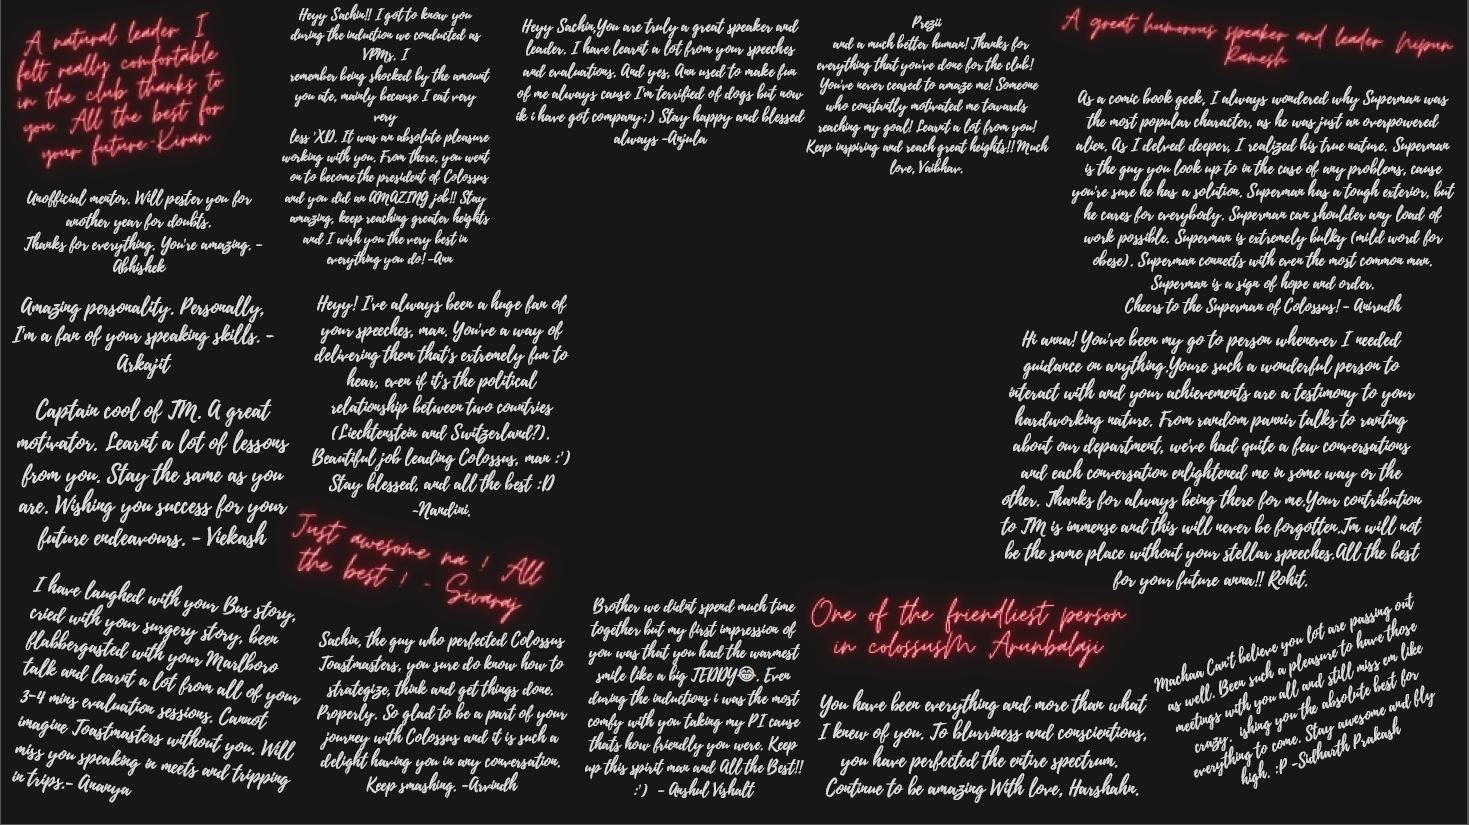 A natural leader I
felt really comfortable
in the club thanks to
you All the best for
your future-Kiran
Unofficial mentor. Will pester you for
another year for doubts.
Thanks for everything. You're amazing. -
Abhishek
Amazing personality. Personally,
I'm a fan of your speaking skills. -
Arkajit
Captain cool of TM. A great
motivator. Learnt a lot of lessons
from you. Stay the same as you
are. Wishing you success for your
future endeavours. - Viekash
I have laughed with your Bus story,
cried with your surgery story, been
flabbergasted with your Marlboro
talk and learnt a lot from all of your
3-4 mins evaluation sessions. Cannot
imagine Toastmasters without you. Will
miss you speaking in meets and tripping
in trips.- Ananya
Heyy Sachin!! I got to know you
during the induction we conducted as
VPMs. I
remember being shocked by the amount
you ate, mainly because I eat very
very
less 'XD. It was an absolute pleasure
working with you. From there, you went
on to become the president of Colossus
and you did an AMAZING job!! Stay
amazing, keep reaching greater heights
and I wish you the very best in
everything you do! -Ann
Heyy! I've always been a huge fan of
your speeches, man. You've a way of
delivering them that's extremely fun to
hear, even if it's the political
relationship between two countries
(Liechtenstein and Switzerland?).
Beautiful job leading Colossus, man :')
Stay blessed, and all the best :D
-Nandini.
Just awesome na ! All
the best ! - Sivaraj
Sachin, the guy who perfected Colossus
Toastmasters, you sure do know how to
strategize, think and get things done.
Properly. So glad to be a part of your
journey with Colossus and it is such a
delight having you in any conversation.
Keep smashing. -Arvindh
Heyy Sachin,You are truly a great speaker and
leader. I have learnt a lot from your speeches
and evaluations. And yes, Ann used to make fun
of me always cause I'm terrified of dogs but now
ik i have got company;) Stay happy and blessed
always -Anjula
Brother we didnt spend much time
together but my first impression of
you was that you had the warmest
smile like a big TEDDY😂. Even
during the inductions i was the most
comfy with you taking my PI cause
thats how friendly you were. Keep
up this spirit man and All the Best!!
:') - Anshul Vishalt
Prezii
and a much better human! Thanks for
everything that you've done for the club!
You've never ceased to amaze me! Someone
who constantly motivated me towards
reaching my goal! Learnt a lot from you!
Keep inspiring and reach great heights!! Much
love, Vaibhav.
One of the friendliest person
in colossusM Arunbalaji
You have been everything and more than what
I knew of you. To blurriness and conscientious,
you have perfected the entire spectrum.
Continue to be amazing With love, Harshahn.
A great humorous speaker and leader Nipun
Ramesh
As a comic book geek, I always wondered why Superman was
the most popular character, as he was just an overpowered
alien. As I delved deeper, I realized his true nature. Superman
is the guy you look up to in the case of any problems, cause
you're sure he has a solution. Superman has a tough exterior, but
he cares for everybody. Superman can shoulder any load of
work possible. Superman is extremely bulky (mild word for
obese). Superman connects with even the most common man.
Superman is a sign of hope and order.
Cheers to the Superman of Colossus! - Anirudh
Hi anna! You've been my go to person whenever I needed
guidance on anything.Youre such a wonderful person to
interact with and your achievements are a testimony to your
hardworking nature. From random pannir talks to ranting
about our department, we've had quite a few conversations
and each conversation enlightened me in some way or the
other. Thanks for always being there for me.Your contribution
to TM is immense and this will never be forgotten.Tm will not
be the same place without your stellar speeches.All the best
for your future anna!! Rohit.
Machaa Can't believe you lot are passing out
as well. Been such a pleasure to have those
meetings with you all and still miss em like
crazy. ishing you the absolute best for
everything to come. Stay awesome and fly
high. :P -Sidharth Prakash